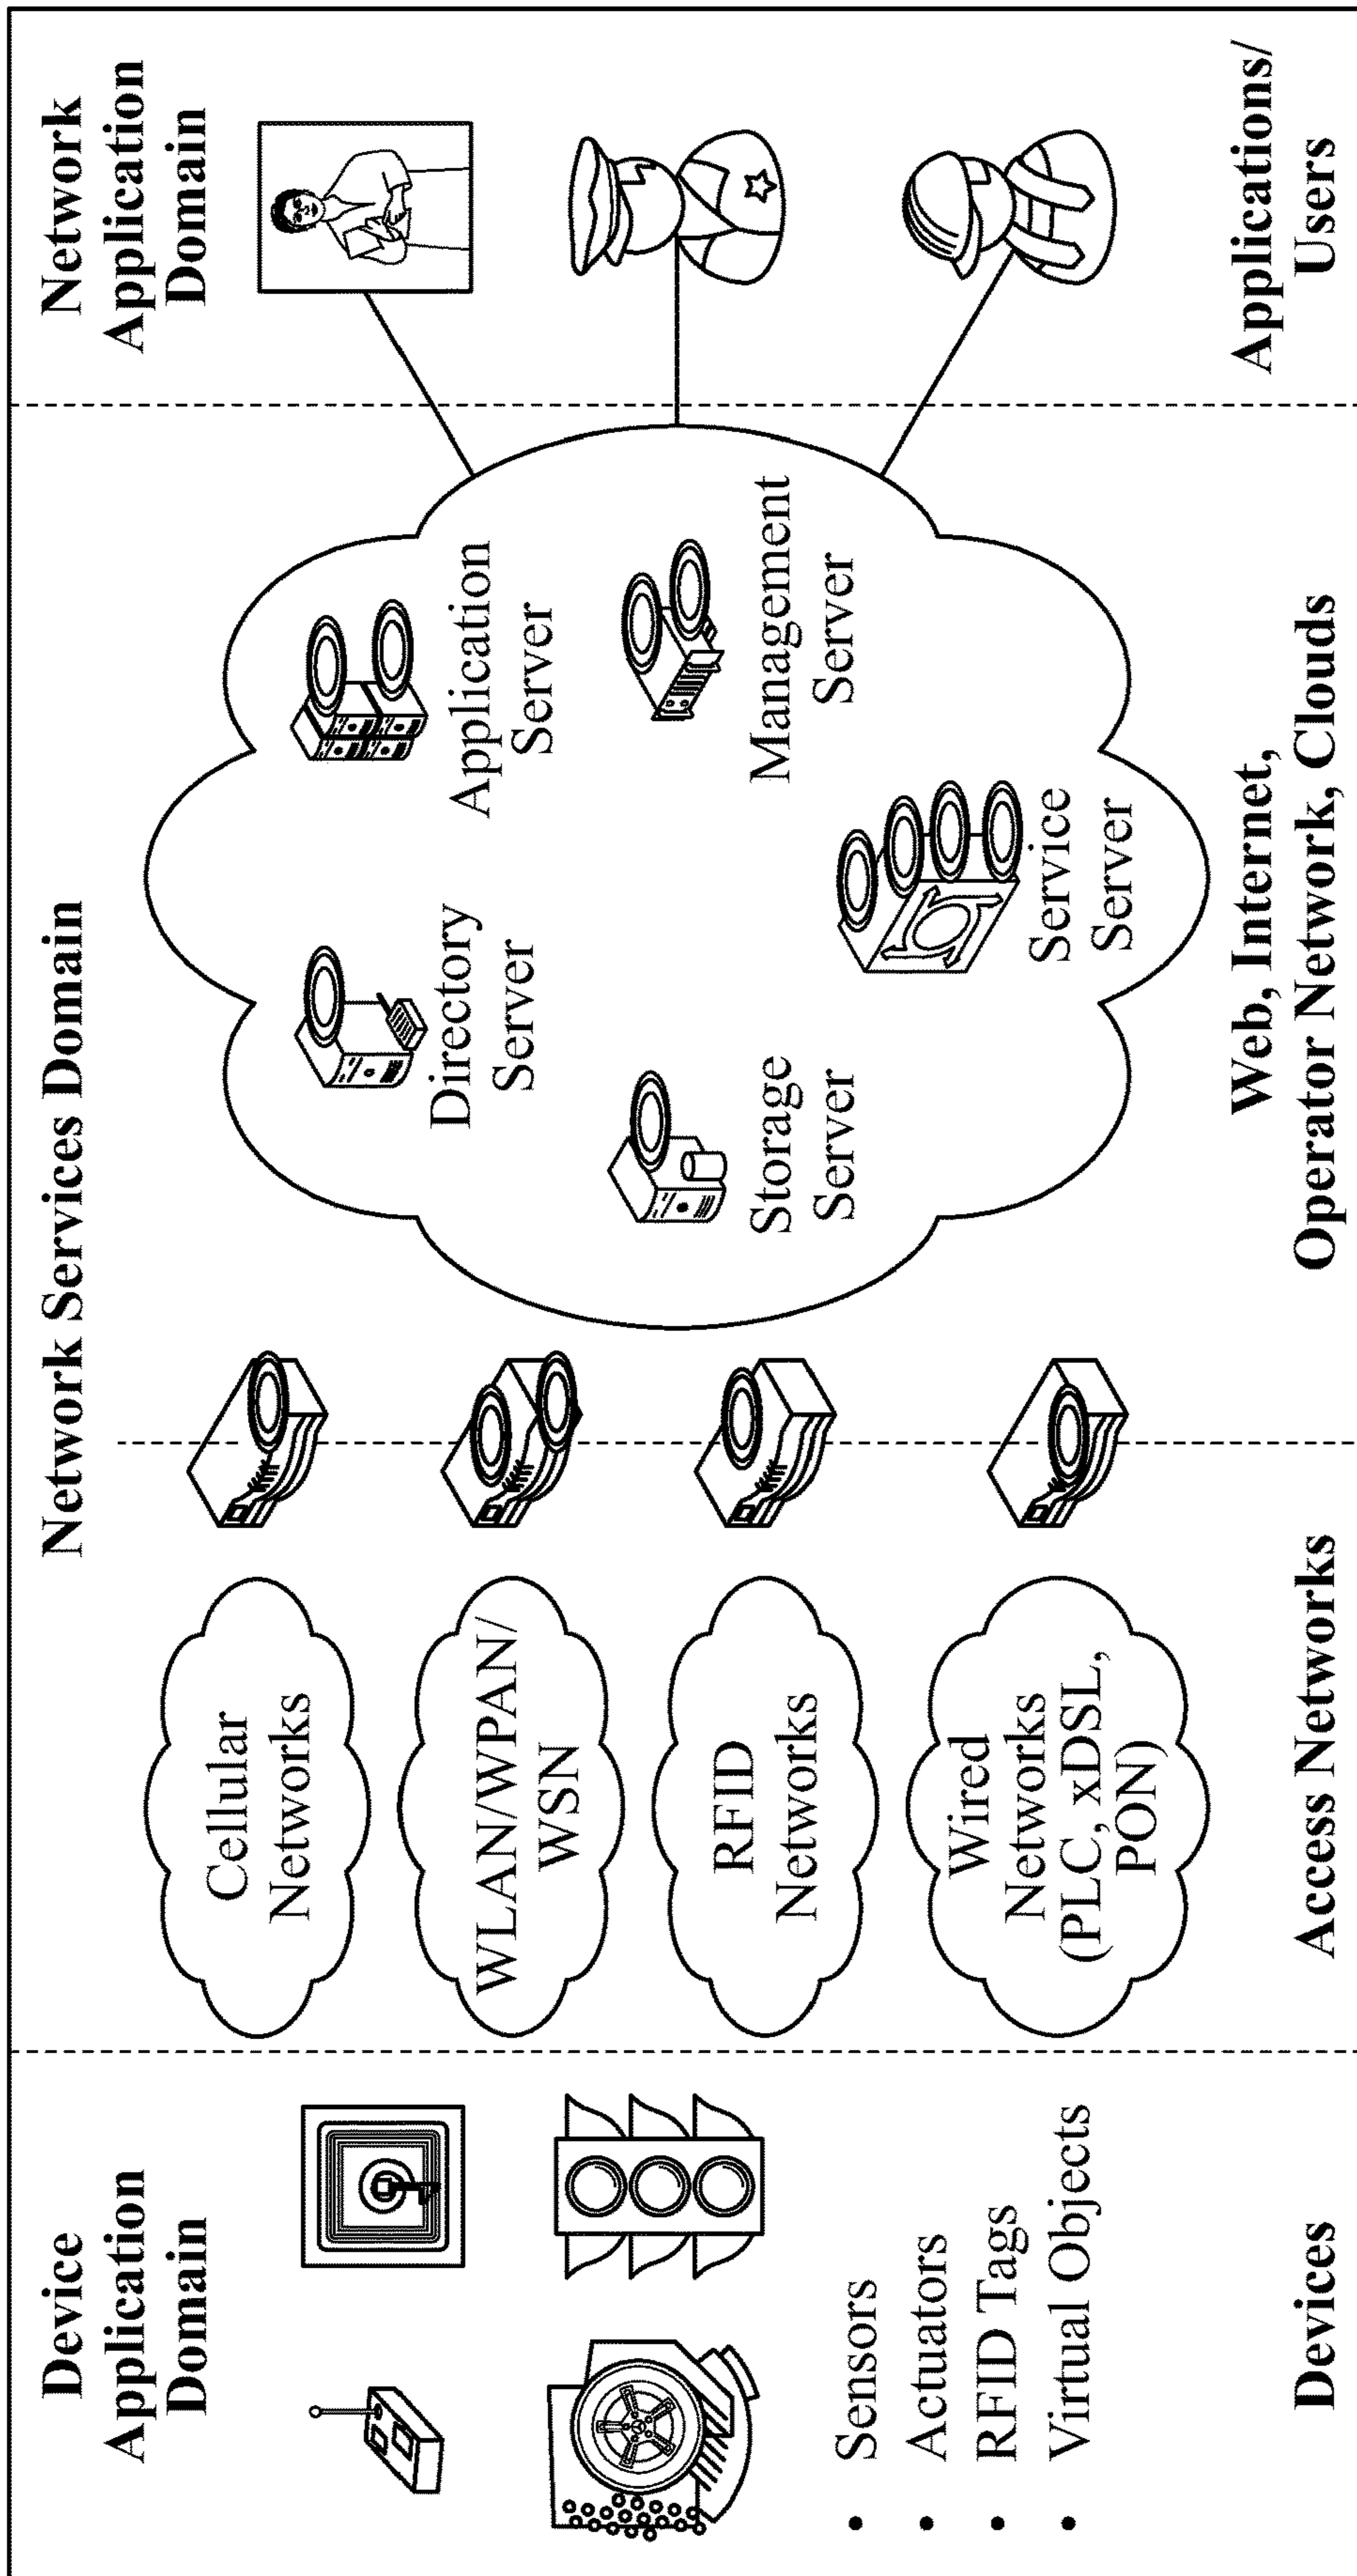 Device
Application
Domain
Network Services Domain
Network
Application
Domain
• Sensors
• Actuators
• RFID Tags
• Virtual Objects
Cellular
Networks
WLAN/WPAN/
WSN
RFID
Networks
Wired
Networks
(PLC, xDSL,
PON)
Directory
Server
Application
Server
Storage
Server
Management
Server
Service
Server
Devices
Access Networks
Web, Internet,
Operator Network, Clouds
Applications/
Users